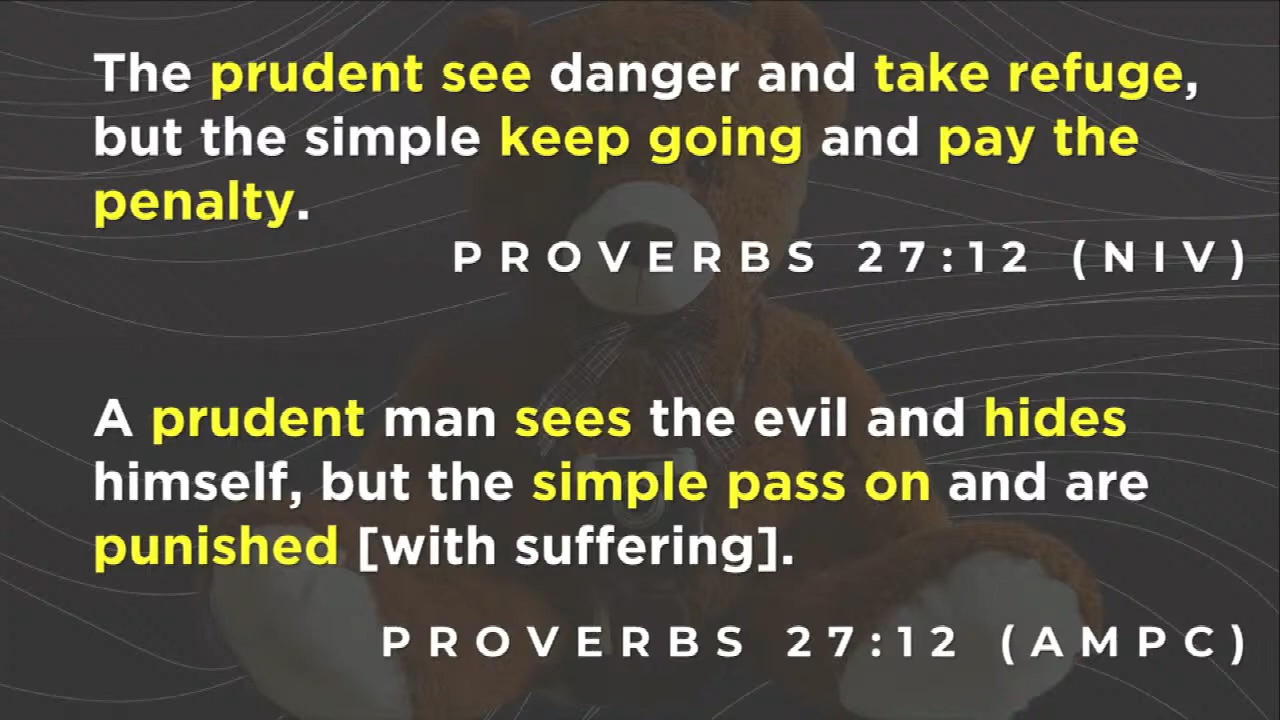 The prudent see danger and take refuge,
but the simple keep going and pay the
penalty.
PROVERBS 27:12 (NIV)
A prudent man sees the evil and hides
himself, but the simple pass on and are
punished [with suffering].
PROVERBS 27:12 (AMPC)